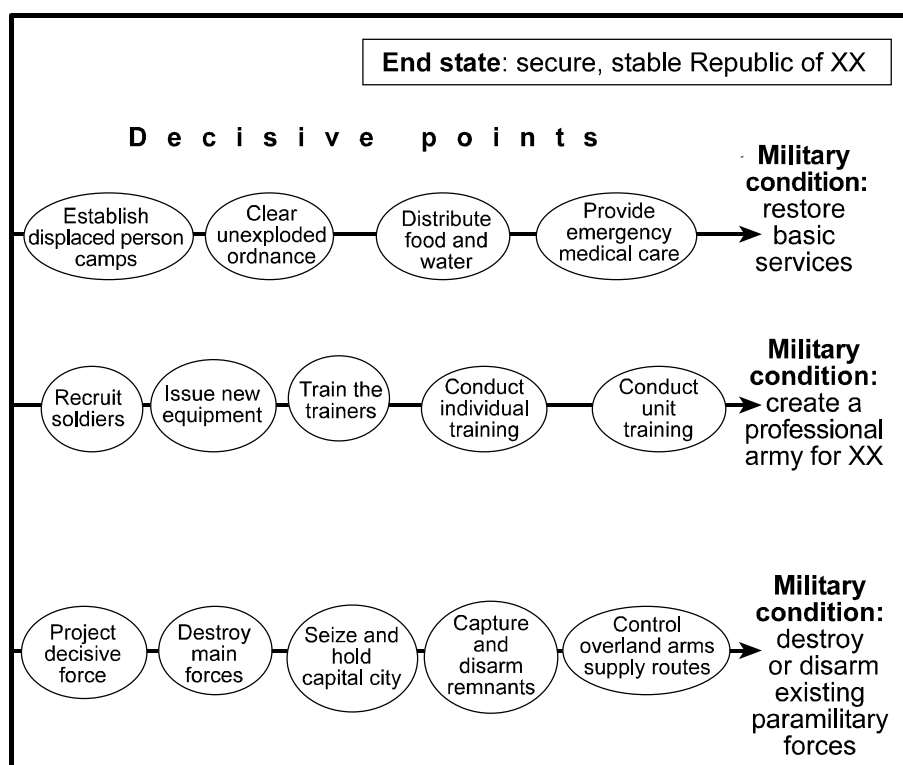 End state: secure, stable Republic of XX
Decisive points
Establish
displaced person
camps
Clear
unexploded
ordnance
Distribute
food and
water
Provide
emergency
medical care
Military
condition:
restore
basic
services
Recruit
soldiers
Issue new
equipment
Train the
trainers
Conduct
individual
training
Conduct
unit
training
Military
condition:
create a
professional
army for XX
Project
decisive
force
Destroy
main
forces
Seize and
hold
capital city
Capture
and
disarm
remnants
Control
overland arms
supply routes
Military
condition:
destroy
or disarm
existing
paramilitary
forces